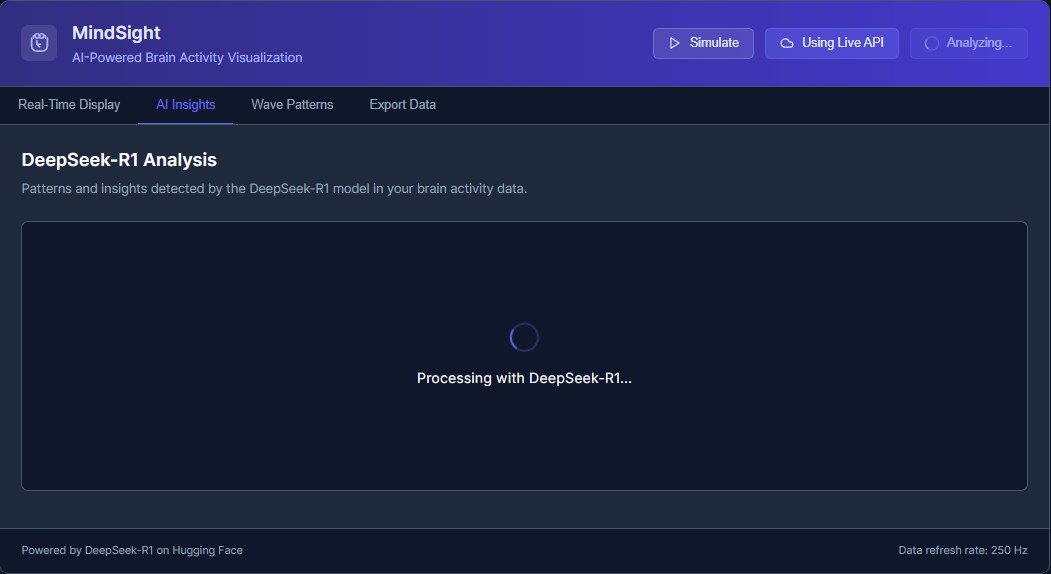 MindSight
AI-Powered Brain Activity Visualization
Simulate
Using Live API
Analyzing...
Real-Time Display
AI Insights
Wave Patterns
Export Data
DeepSeek-R1 Analysis
Patterns and insights detected by the DeepSeek-R1 model in your brain activity data.
Processing with DeepSeek-R1...
Powered by DeepSeek-R1 on Hugging Face
Data refresh rate: 250 Hz